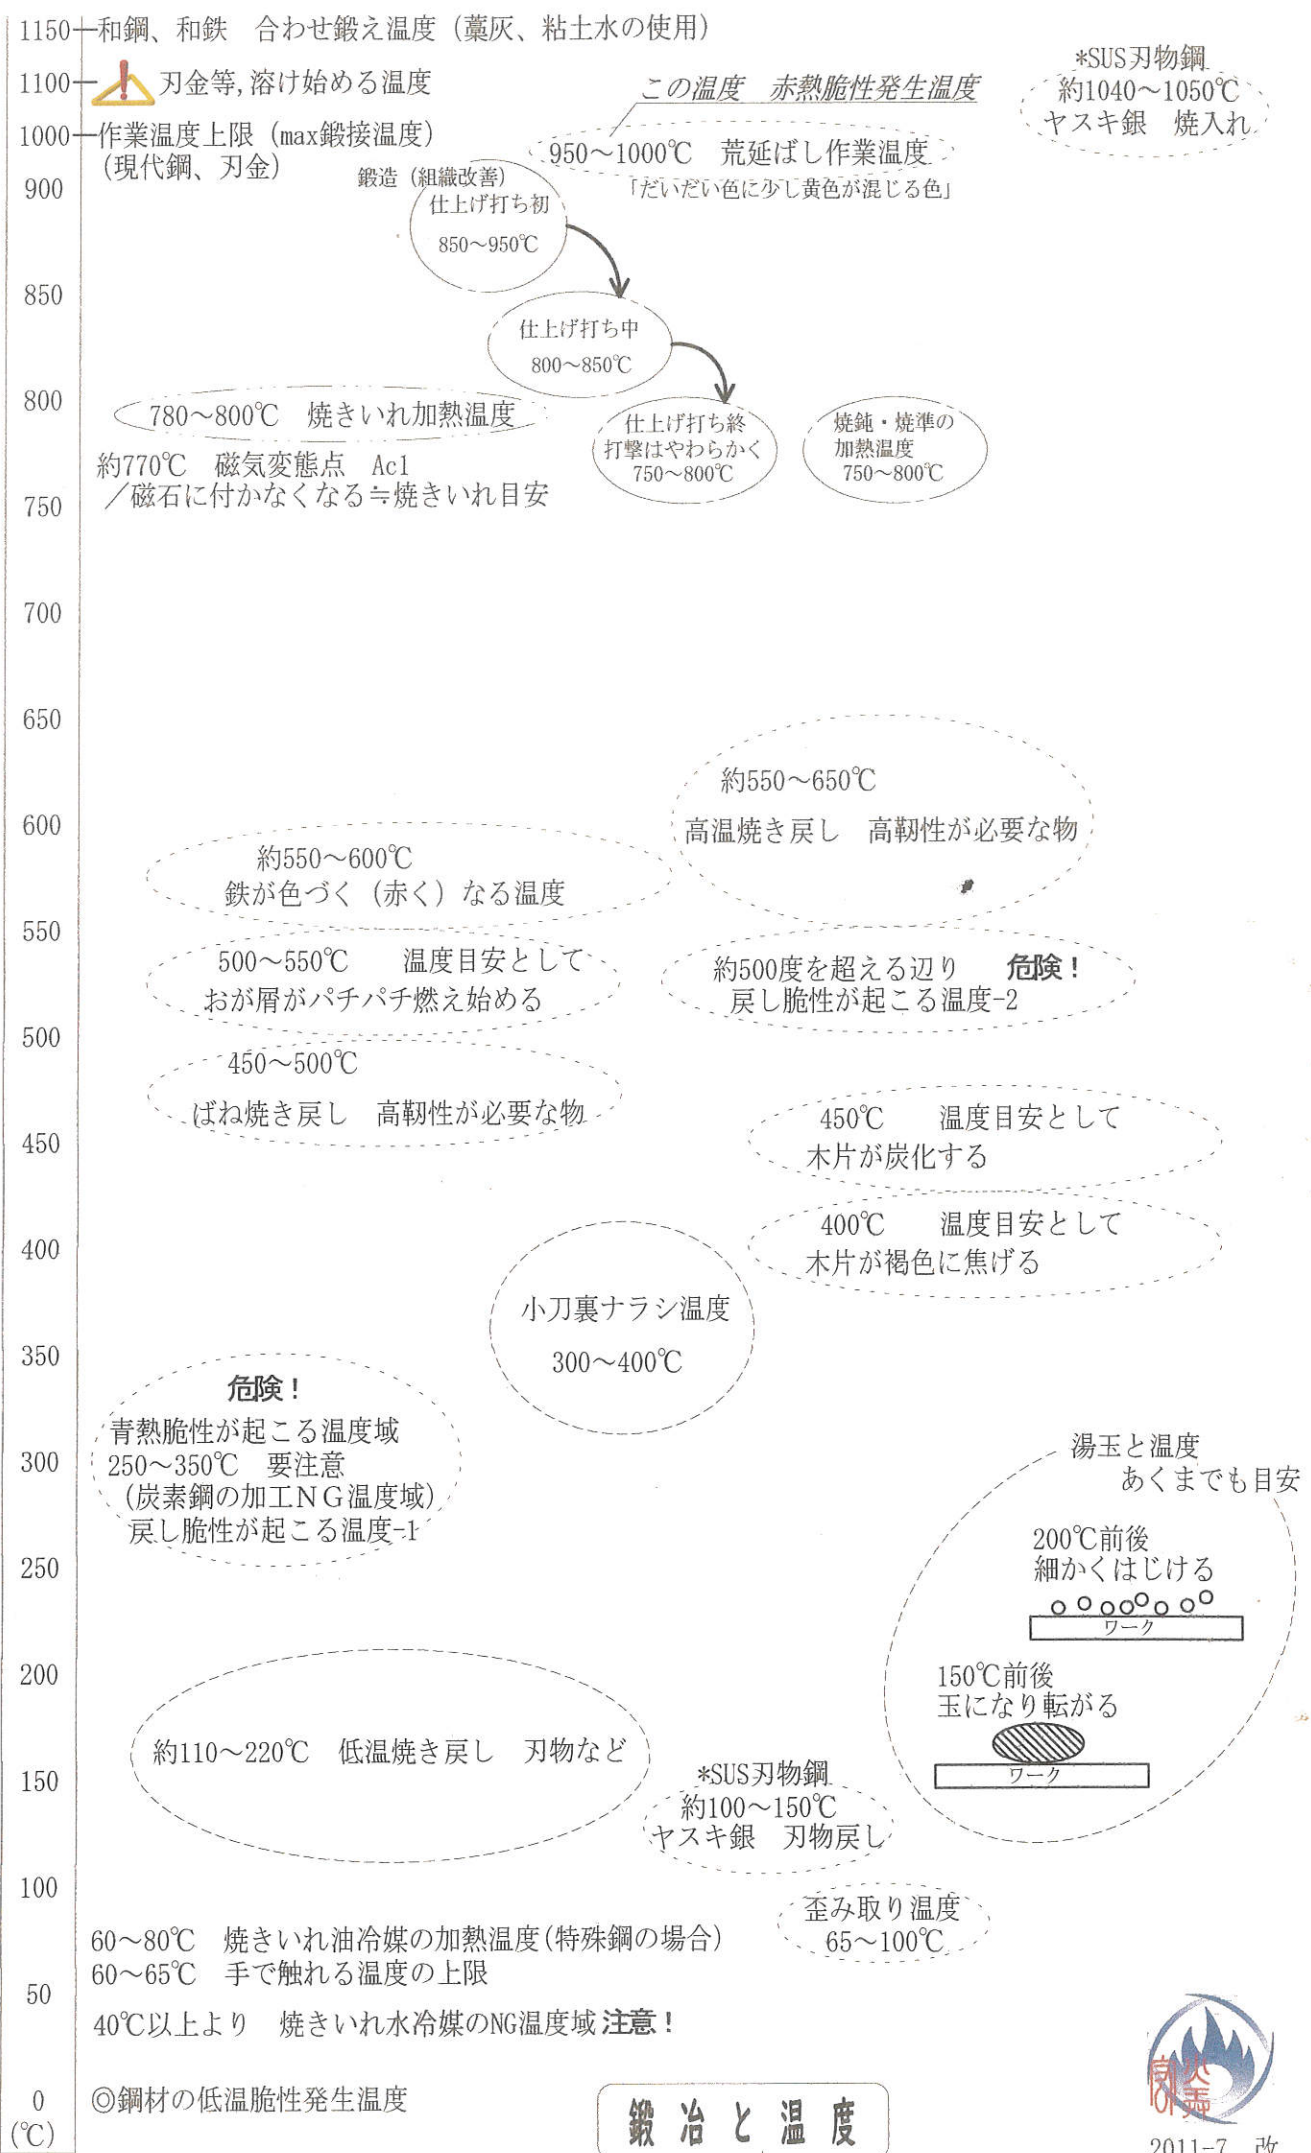 1150 和鋼、和鉄　合わせ鍛え温度（藁灰、粘土水の使用）
*SUS刃物鋼
約1040～1050℃
ヤスキ銀　焼入れ
1100 刃金等,溶け始める温度
この温度　赤熱脆性発生温度
1000 作業温度上限（max鍛接温度）
（現代鋼、刃金）
950～1000℃　荒延ばし作業温度
「だいだい色に少し黄色が混じる色」
900
鍛造（組織改善）
仕上げ打ち初
850～950℃
850
仕上げ打ち中
800～850℃
800
780～800℃　焼きいれ加熱温度
仕上げ打ち終
打撃はやわらかく
750～800℃
焼鈍・焼準の
加熱温度
750～800℃
約770℃　磁気変態点　Ac1
／磁石に付かなくなる≒焼きいれ目安
750
700
650
約550～650℃
高温焼き戻し　高靭性が必要な物
600
約550～600℃
鉄が色づく（赤く）なる温度
550
500～550℃　温度目安として
おが屑がパチパチ燃え始める
約500度を超える辺り　危険！
戻し脆性が起こる温度-2
500
450～500℃
ばね焼き戻し　高靭性が必要な物
450℃　温度目安として
木片が炭化する
450
400℃　温度目安として
木片が褐色に焦げる
400
小刀裏ナラシ温度
300～400℃
350
危険！
青熱脆性が起こる温度域
250～350℃　要注意
（炭素鋼の加工ＮＧ温度域）
戻し脆性が起こる温度-1
300
湯玉と温度
あくまでも目安
250
200℃前後
細かくはじける
ワーク
200
150℃前後
玉になり転がる
ワーク
約110～220℃　低温焼き戻し　刃物など
150
*SUS刃物鋼
約100～150℃
ヤスキ銀　刃物戻し
100
歪み取り温度
65～100℃
60～80℃　焼きいれ油冷媒の加熱温度(特殊鋼の場合)
60～65℃　手で触れる温度の上限
50
40℃以上より　焼きいれ水冷媒のNG温度域 注意！
0 ◎鋼材の低温脆性発生温度
(℃)
鍛冶と温度
2011-7　改